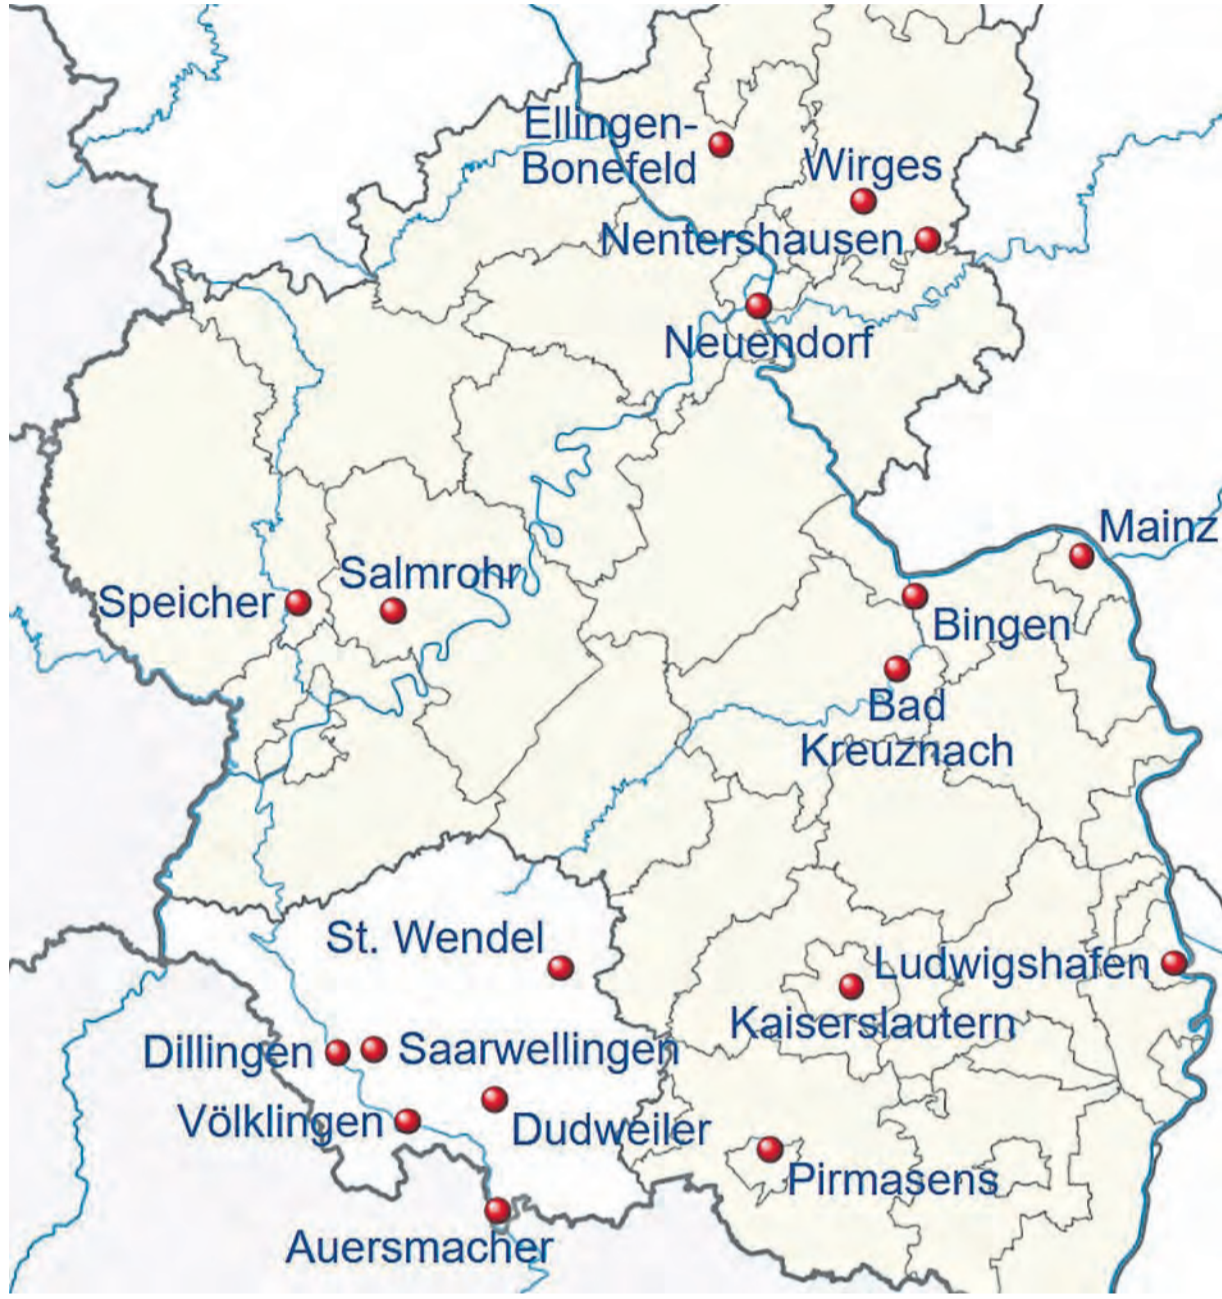 Ellingen-
Bonefeld
Wirges
Nentershausen
Neuendorf
Mainz
Salmrohr
Speicher
Bingen
Bad
Kreuznach
St. Wendel
Ludwigshafen
Kaiserslautern
Dillingen
Saarwellingen
Völklingen
Dudweiler
Pirmasens
Auersmacher